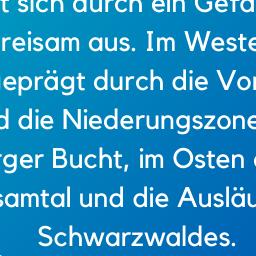 t sich durch ein Gefä
reisam aus. Im Weste
geprägt durch die Vor
d die Niederungszone
rger Bucht, im Osten
samtal und die Ausläu
Schwarzwaldes.